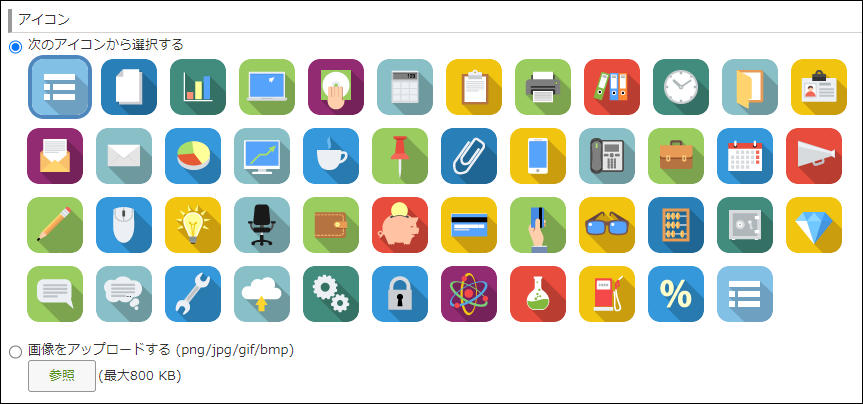 アイコン
次のアイコンから選択する
%
画像をアップロードする (png/jpg/gif/bmp)
参照 (最大800 KB)